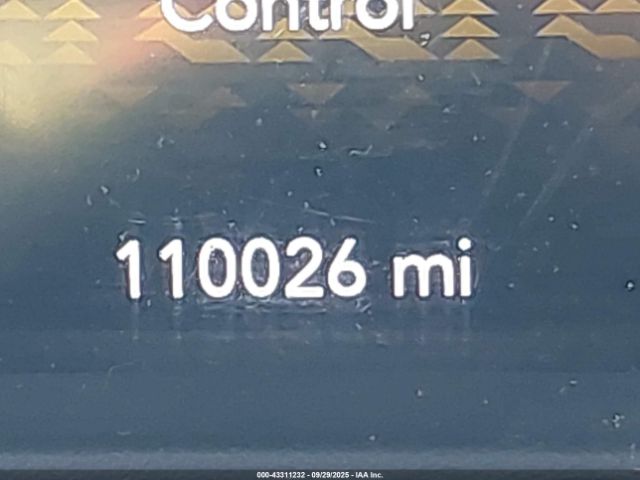 Control
110026 mi
000-43311232 - 09/29/2025 - IAA Inc.